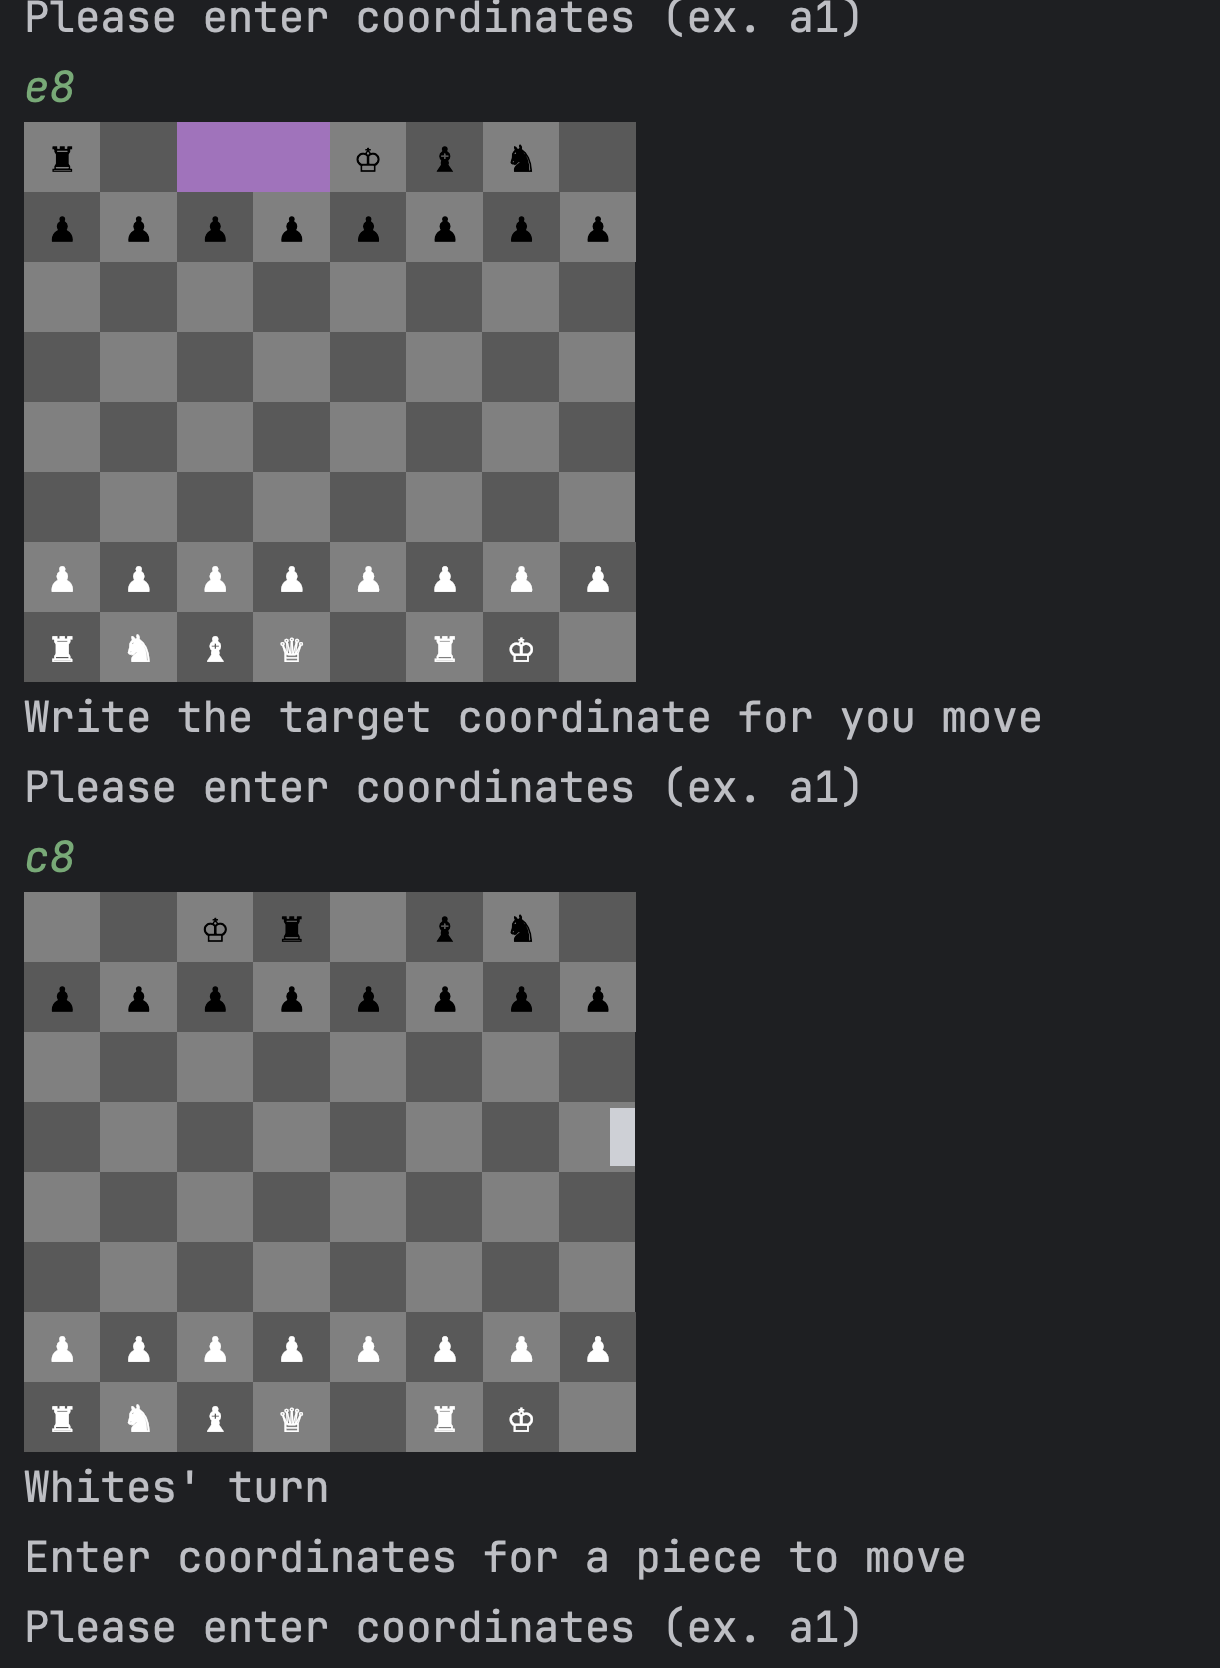 Please enter coordinates (ex. a1)
e8
Write the target coordinate for you move
Please enter coordinates (ex. a1)
c8
Whites' turn
Enter coordinates for a piece to move
Please enter coordinates (ex. a1)